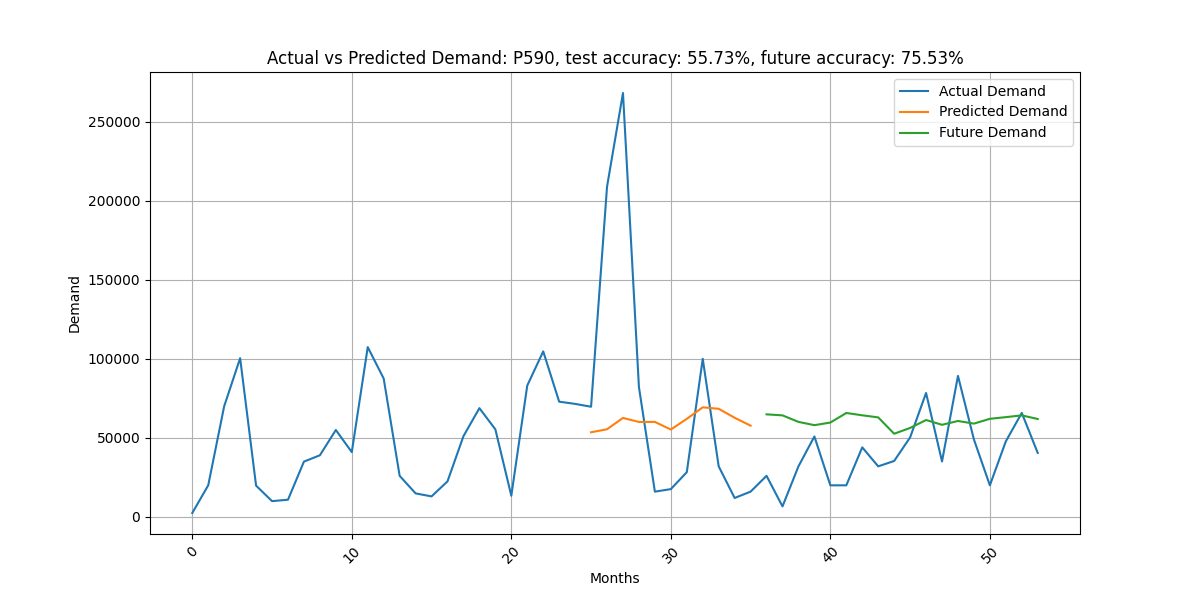 Actual vs Predicted Demand: P590, test accuracy: 55.73%, future accuracy: 75.53%
Actual Demand
Predicted Demand
Future Demand
Demand
250000
200000
150000
100000
50000
0
0
10
20
30
40
50
Months